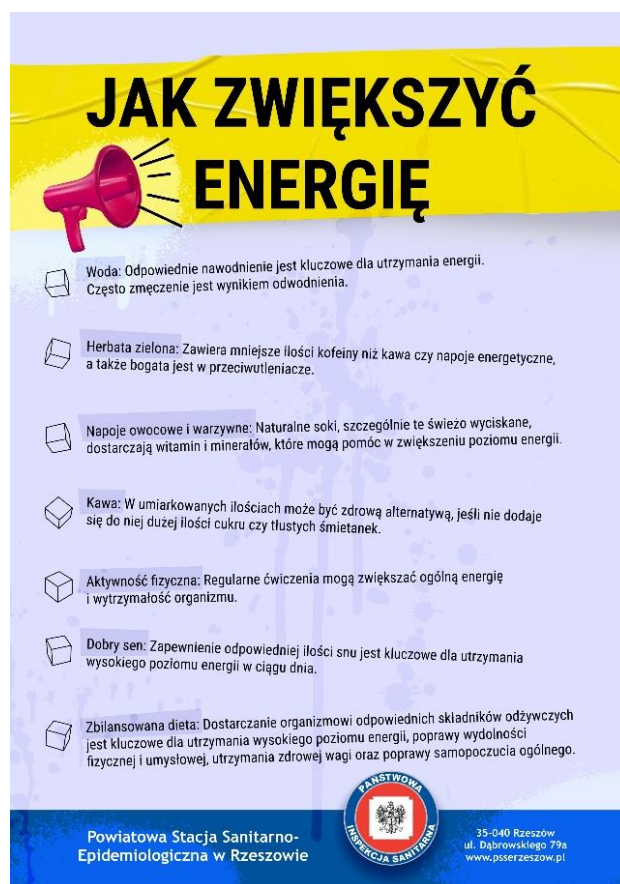 JAK ZWIĘKSZYĆ
ENERGIĘ
Woda: Odpowiednie nawodnienie jest kluczowe dla utrzymania energii.
Często zmęczenie jest wynikiem odwodnienia.
Herbata zielona: Zawiera mniejsze ilości kofeiny niż kawa czy napoje energetyczne,
a także bogata jest w przeciwutleniacze.
Napoje owocowe i warzywne: Naturalne soki, szczególnie te świeżo wyciskane,
dostarczają witamin i minerałów, które mogą pomóc w zwiększeniu poziomu energii.
Kawa: W umiarkowanych ilościach może być zdrową alternatywą, jeśli nie dodaje
się do niej dużej ilości cukru czy tłustych śmietanek.
Aktywność fizyczna: Regularne ćwiczenia mogą zwiększać ogólną energię
i wytrzymałość organizmu.
Dobry sen: Zapewnienie odpowiedniej ilości snu jest kluczowe dla utrzymania
wysokiego poziomu energii w ciągu dnia.
Zbilansowana dieta: Dostarczanie organizmowi odpowiednich składników odżywczych
jest kluczowe dla utrzymania wysokiego poziomu energii, poprawy wydolności
fizycznej i umysłowej, utrzymania zdrowej wagi oraz poprawy samopoczucia ogólnego.
Powiatowa Stacja Sanitarno-
Epidemiologiczna w Rzeszowie
PAŃSTWOWA
INSPEKCJA SANITARNA
35-040 Rzeszów
ul. Dąbrowskiego 79a
www.psserzeszow.pl